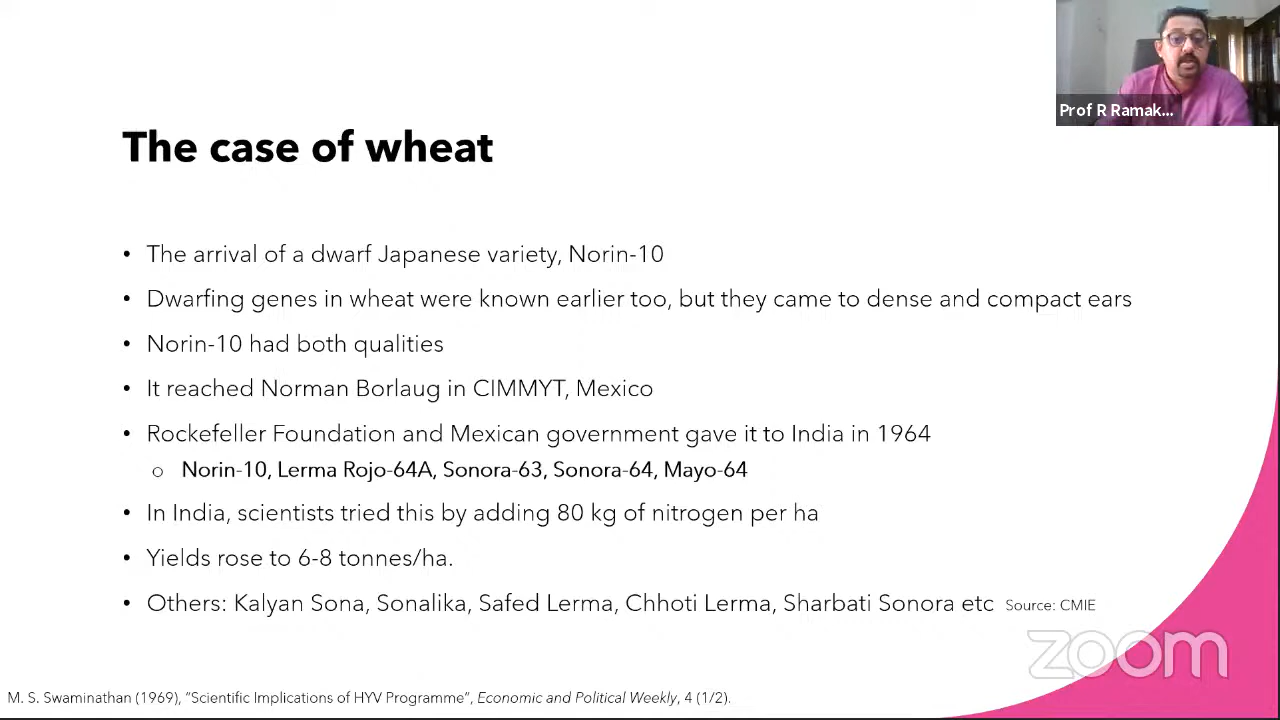 Prof R Ramak...
The case of wheat
• The arrival of a dwarf Japanese variety, Norin-10
• Dwarfing genes in wheat were known earlier too, but they came to dense and compact ears
• Norin-10 had both qualities
• It reached Norman Borlaug in CIMMYT, Mexico
• Rockefeller Foundation and Mexican government gave it to India in 1964
o Norin-10, Lerma Rojo-64A, Sonora-63, Sonora-64, Mayo-64
• In India, scientists tried this by adding 80 kg of nitrogen per ha
• Yields rose to 6-8 tonnes/ha.
• Others: Kalyan Sona, Sonalika, Safed Lerma, Chhoti Lerma, Sharbati Sonora etc Source: CMIE
zoom
M. S. Swaminathan (1969), “Scientific Implications of HYV Programme”, Economic and Political Weekly, 4 (1/2).